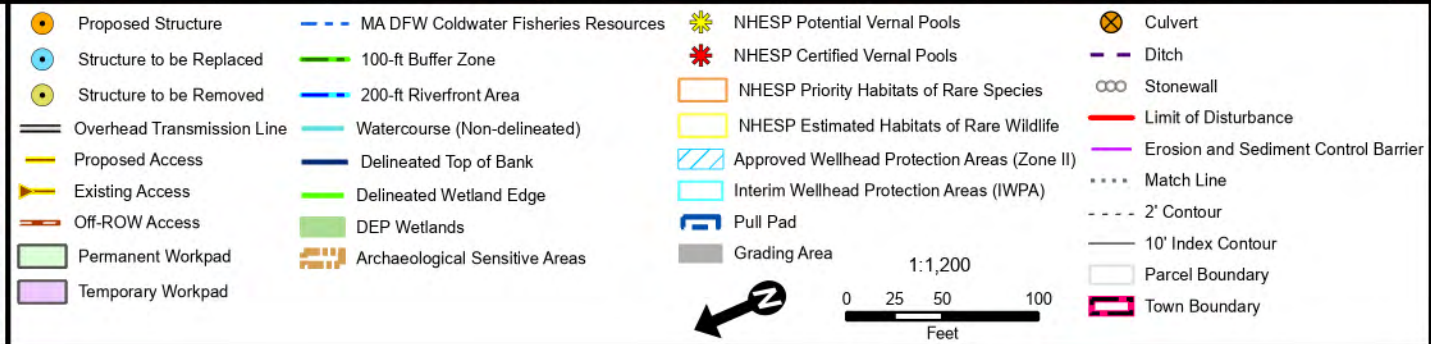 Proposed Structure
Structure to be Replaced
Structure to be Removed
Overhead Transmission Line
Proposed Access
Existing Access
Off-ROW Access
Permanent Workpad
Temporary Workpad
MA DFW Coldwater Fisheries Resources
100-ft Buffer Zone
200-ft Riverfront Area
Watercourse (Non-delineated)
Delineated Top of Bank
Delineated Wetland Edge
DEP Wetlands
Archaeological Sensitive Areas
NHESP Potential Vernal Pools
NHESP Certified Vernal Pools
NHESP Priority Habitats of Rare Species
NHESP Estimated Habitats of Rare Wildlife
Approved Wellhead Protection Areas (Zone II)
Interim Wellhead Protection Areas (IWPA)
Pull Pad
Grading Area
N
1:1,200
0 25 50 100
Feet
Culvert
Ditch
Stonewall
Limit of Disturbance
Erosion and Sediment Control Barrier
Match Line
2' Contour
10' Index Contour
Parcel Boundary
Town Boundary